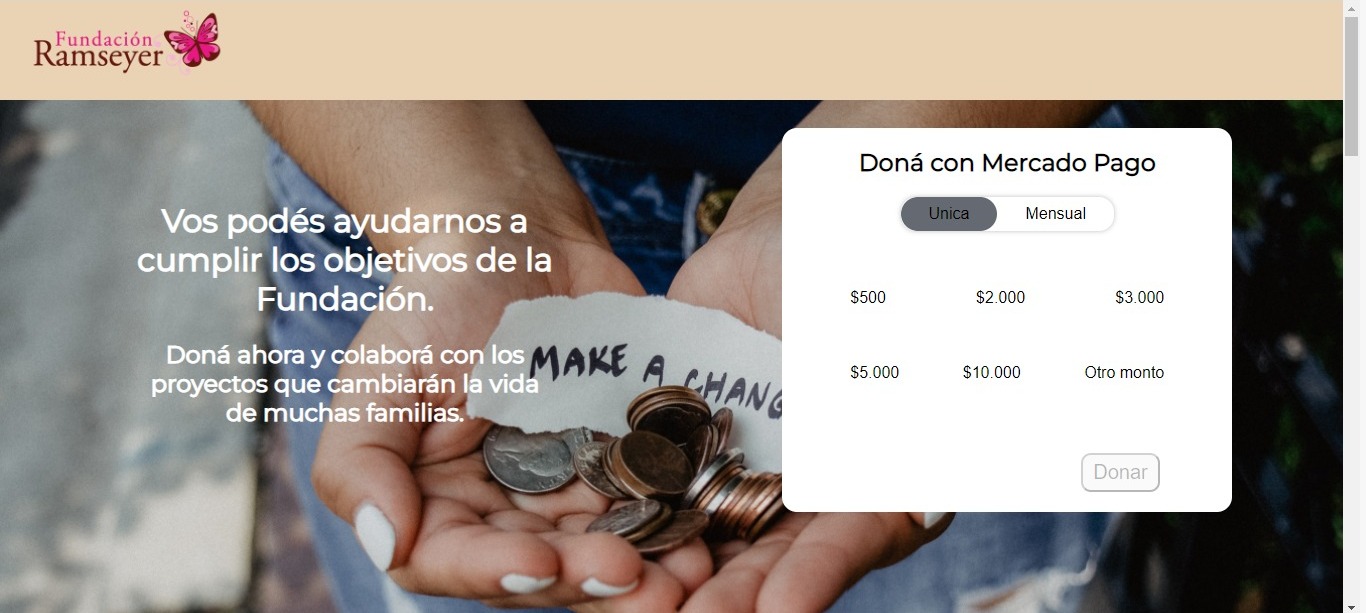 Fundación
Ramseyer
Vos podés ayudarnos a
cumplir los objetivos de la
Fundación.
Doná ahora y colaborá con los
proyectos que cambiarán la vida
de muchas familias.
MAKE A CHANG
Doná con Mercado Pago
Unica Mensual
$500 $2.000 $3.000
$5.000 $10.000 Otro monto
Donar